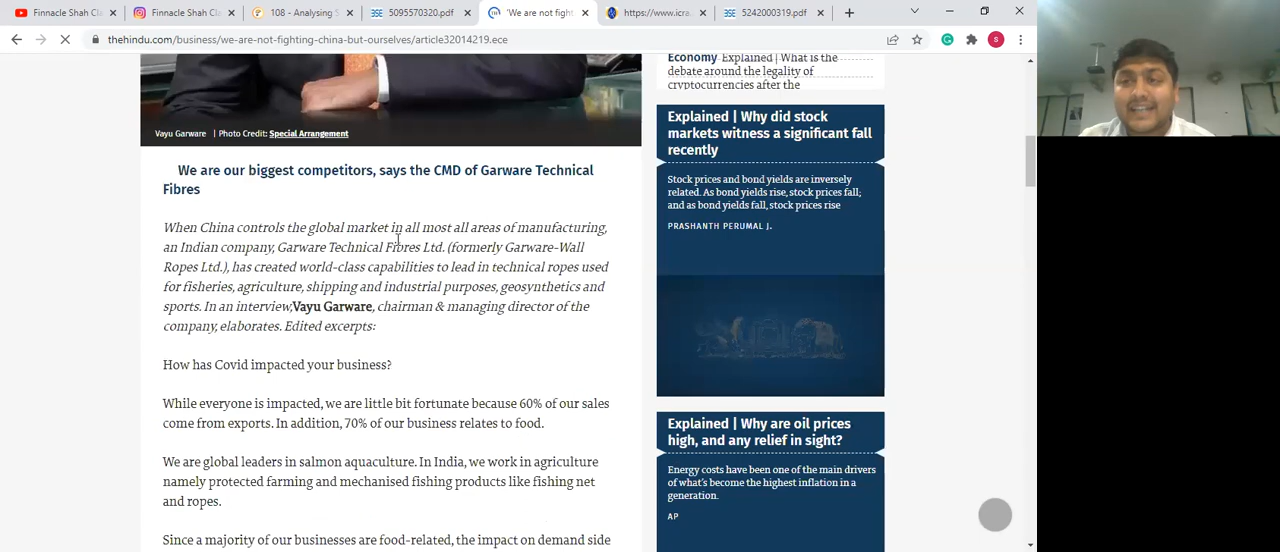 Finnacle Shah Cla
Finnacle Shah Cla
108 - Analysing S
5095570320.pdf
'We are not fight
https://www.icra.
5242000319.pdf
thehindu.com/business/we-are-not-fighting-china-but-ourselves/article32014219.ece
S
Vayu Garware | Photo Credit: Special Arrangement
We are our biggest competitors, says the CMD of Garware Technical
Fibres
When China controls the global market in all most all areas of manufacturing,
an Indian company, Garware Technical Fibres Ltd. (formerly Garware-Wall
Ropes Ltd.), has created world-class capabilities to lead in technical ropes used
for fisheries, agriculture, shipping and industrial purposes, geosynthetics and
sports. In an interview,Vayu Garware, chairman & managing director of the
company, elaborates. Edited excerpts:
How has Covid impacted your business?
While everyone is impacted, we are little bit fortunate because 60% of our sales
come from exports. In addition, 70% of our business relates to food.
We are global leaders in salmon aquaculture. In India, we work in agriculture
namely protected farming and mechanised fishing products like fishing net
and ropes.
Since a majority of our businesses are food-related, the impact on demand side
Economy Explained | What is the
debate around the legality of
cryptocurrencies after the
Explained | Why did stock
markets witness a significant fall
recently
Stock prices and bond yields are inversely
related. As bond yields rise, stock prices fall;
and as bond yields fall, stock prices rise
PRASHANTH PERUMAL J.
Explained | Why are oil prices
high, and any relief in sight?
Energy costs have been one of the main drivers
of what's become the highest inflation in a
generation.
AP